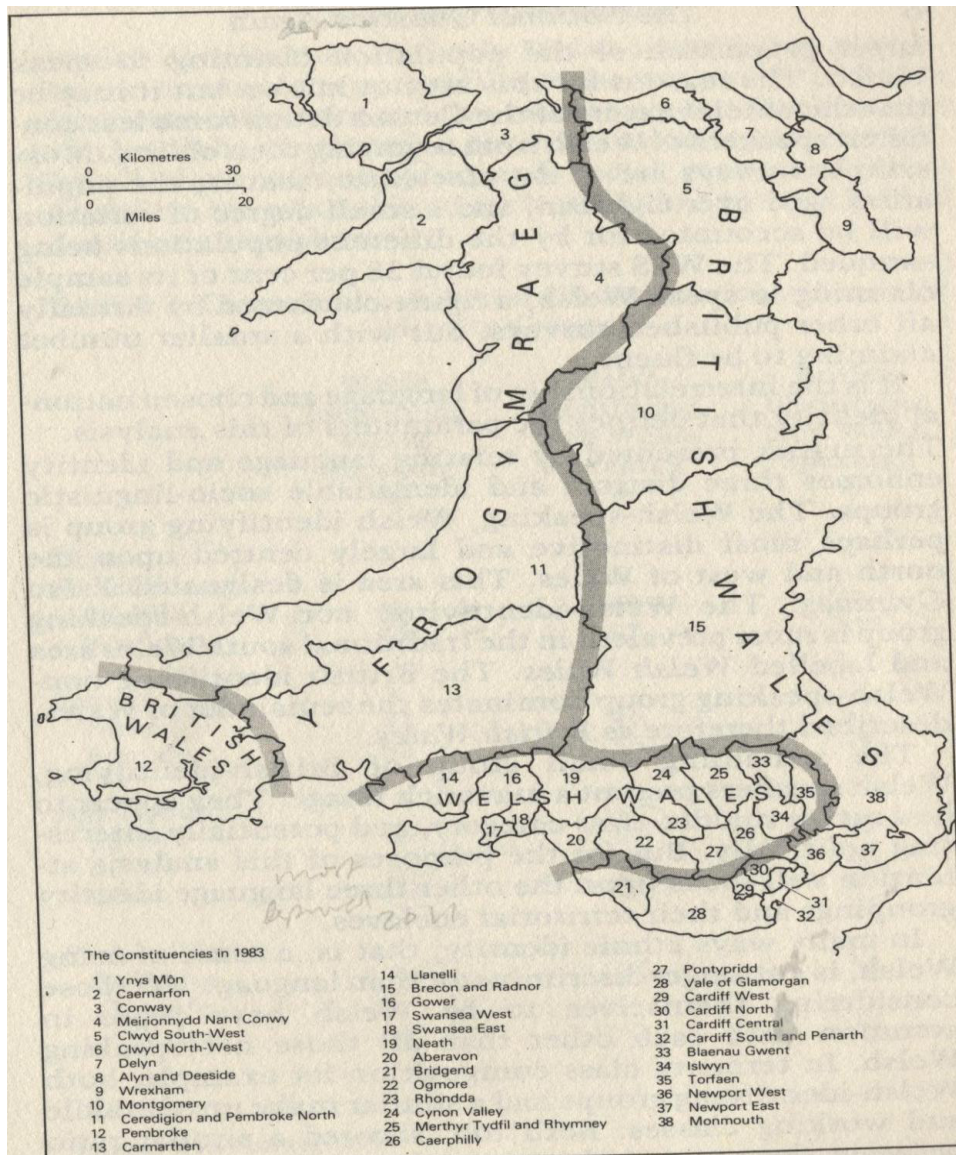 Kilometres
0 30
0 20
Miles
Y FRO GYMRAEG
BRITISH WALES
BRITISH
WALES
WELSH WALES
1
2
3
4
5
6
7
8
9
10
11
12
13
14
15
16
17
18
19
20
21
22
23
24
25
26
27
28
29
30
31
32
33
34
35
36
37
38
The Constituencies in 1983
1 Ynys Môn
2 Caernarfon
3 Conway
4 Meirionnydd Nant Conwy
5 Clwyd South-West
6 Clwyd North-West
7 Delyn
8 Alyn and Deeside
9 Wrexham
10 Montgomery
11 Ceredigion and Pembroke North
12 Pembroke
13 Carmarthen
14 Llanelli
15 Brecon and Radnor
16 Gower
17 Swansea West
18 Swansea East
19 Neath
20 Aberavon
21 Bridgend
22 Ogmore
23 Rhondda
24 Cynon Valley
25 Merthyr Tydfil and Rhymney
26 Caerphilly
27 Pontypridd
28 Vale of Glamorgan
29 Cardiff West
30 Cardiff North
31 Cardiff Central
32 Cardiff South and Penarth
33 Blaenau Gwent
34 Islwyn
35 Torfaen
36 Newport West
37 Newport East
38 Monmouth